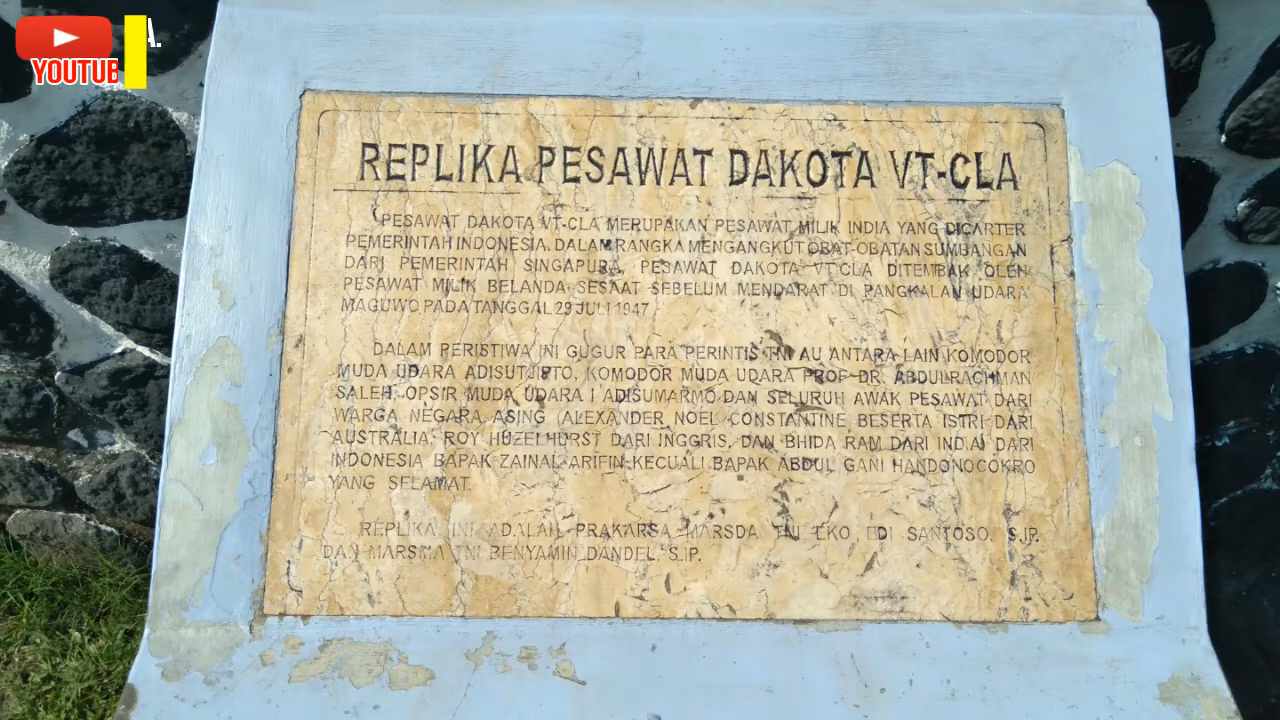 YOUTUB
A.
REPLIKA PESAWAT DAKOTA VT-CLA
PESAWAT DAKOTA VT-CLA MERUPAKAN PESAWAT MILIK INDIA YANG DICARTER
PEMERINTAH INDONESIA. DALAM RANGKA MENGANGKUT OBAT-OBATAN SUMBANGAN
DARI PEMERINTAH SINGAPURA, PESAWAT DAKOTA VT-CLA DITEMBAK OLEH
PESAWAT MILIK BELANDA SESAAT SEBELUM MENDARAT DI PANGKALAN UDARA
MAGUWO PADA TANGGAL 29 JULI 1947
DALAM PERISTIWA INI GUGUR PARA PERINTIS TNI AU ANTARA LAIN KOMODOR
MUDA UDARA ADISUTJIPTO, KOMODOR MUDA UDARA PROF. DR. ABDULRACHMAN
SALEH, OPSIR MUDA UDARA I ADISUMARMO DAN SELURUH AWAK PESAWAT DARI
WARGA NEGARA ASING (ALEXANDER NOEL CONSTANTINE BESERTA ISTRI DARI
AUSTRALIA, ROY HUZELHURST DARI INGGRIS, DAN BHIDA RAM DARI INDIA) DARI
INDONESIA BAPAK ZAINAL ARIFIN KECUALI BAPAK ABDUL GANI HANDONOCOKRO
YANG SELAMAT.
REPLIKA INI ADALAH PRAKARSA MARSDA TNI EKO EDI SANTOSO, S.IP.
DAN MARSMA TNI BENYAMIN DANDEL, S.IP.